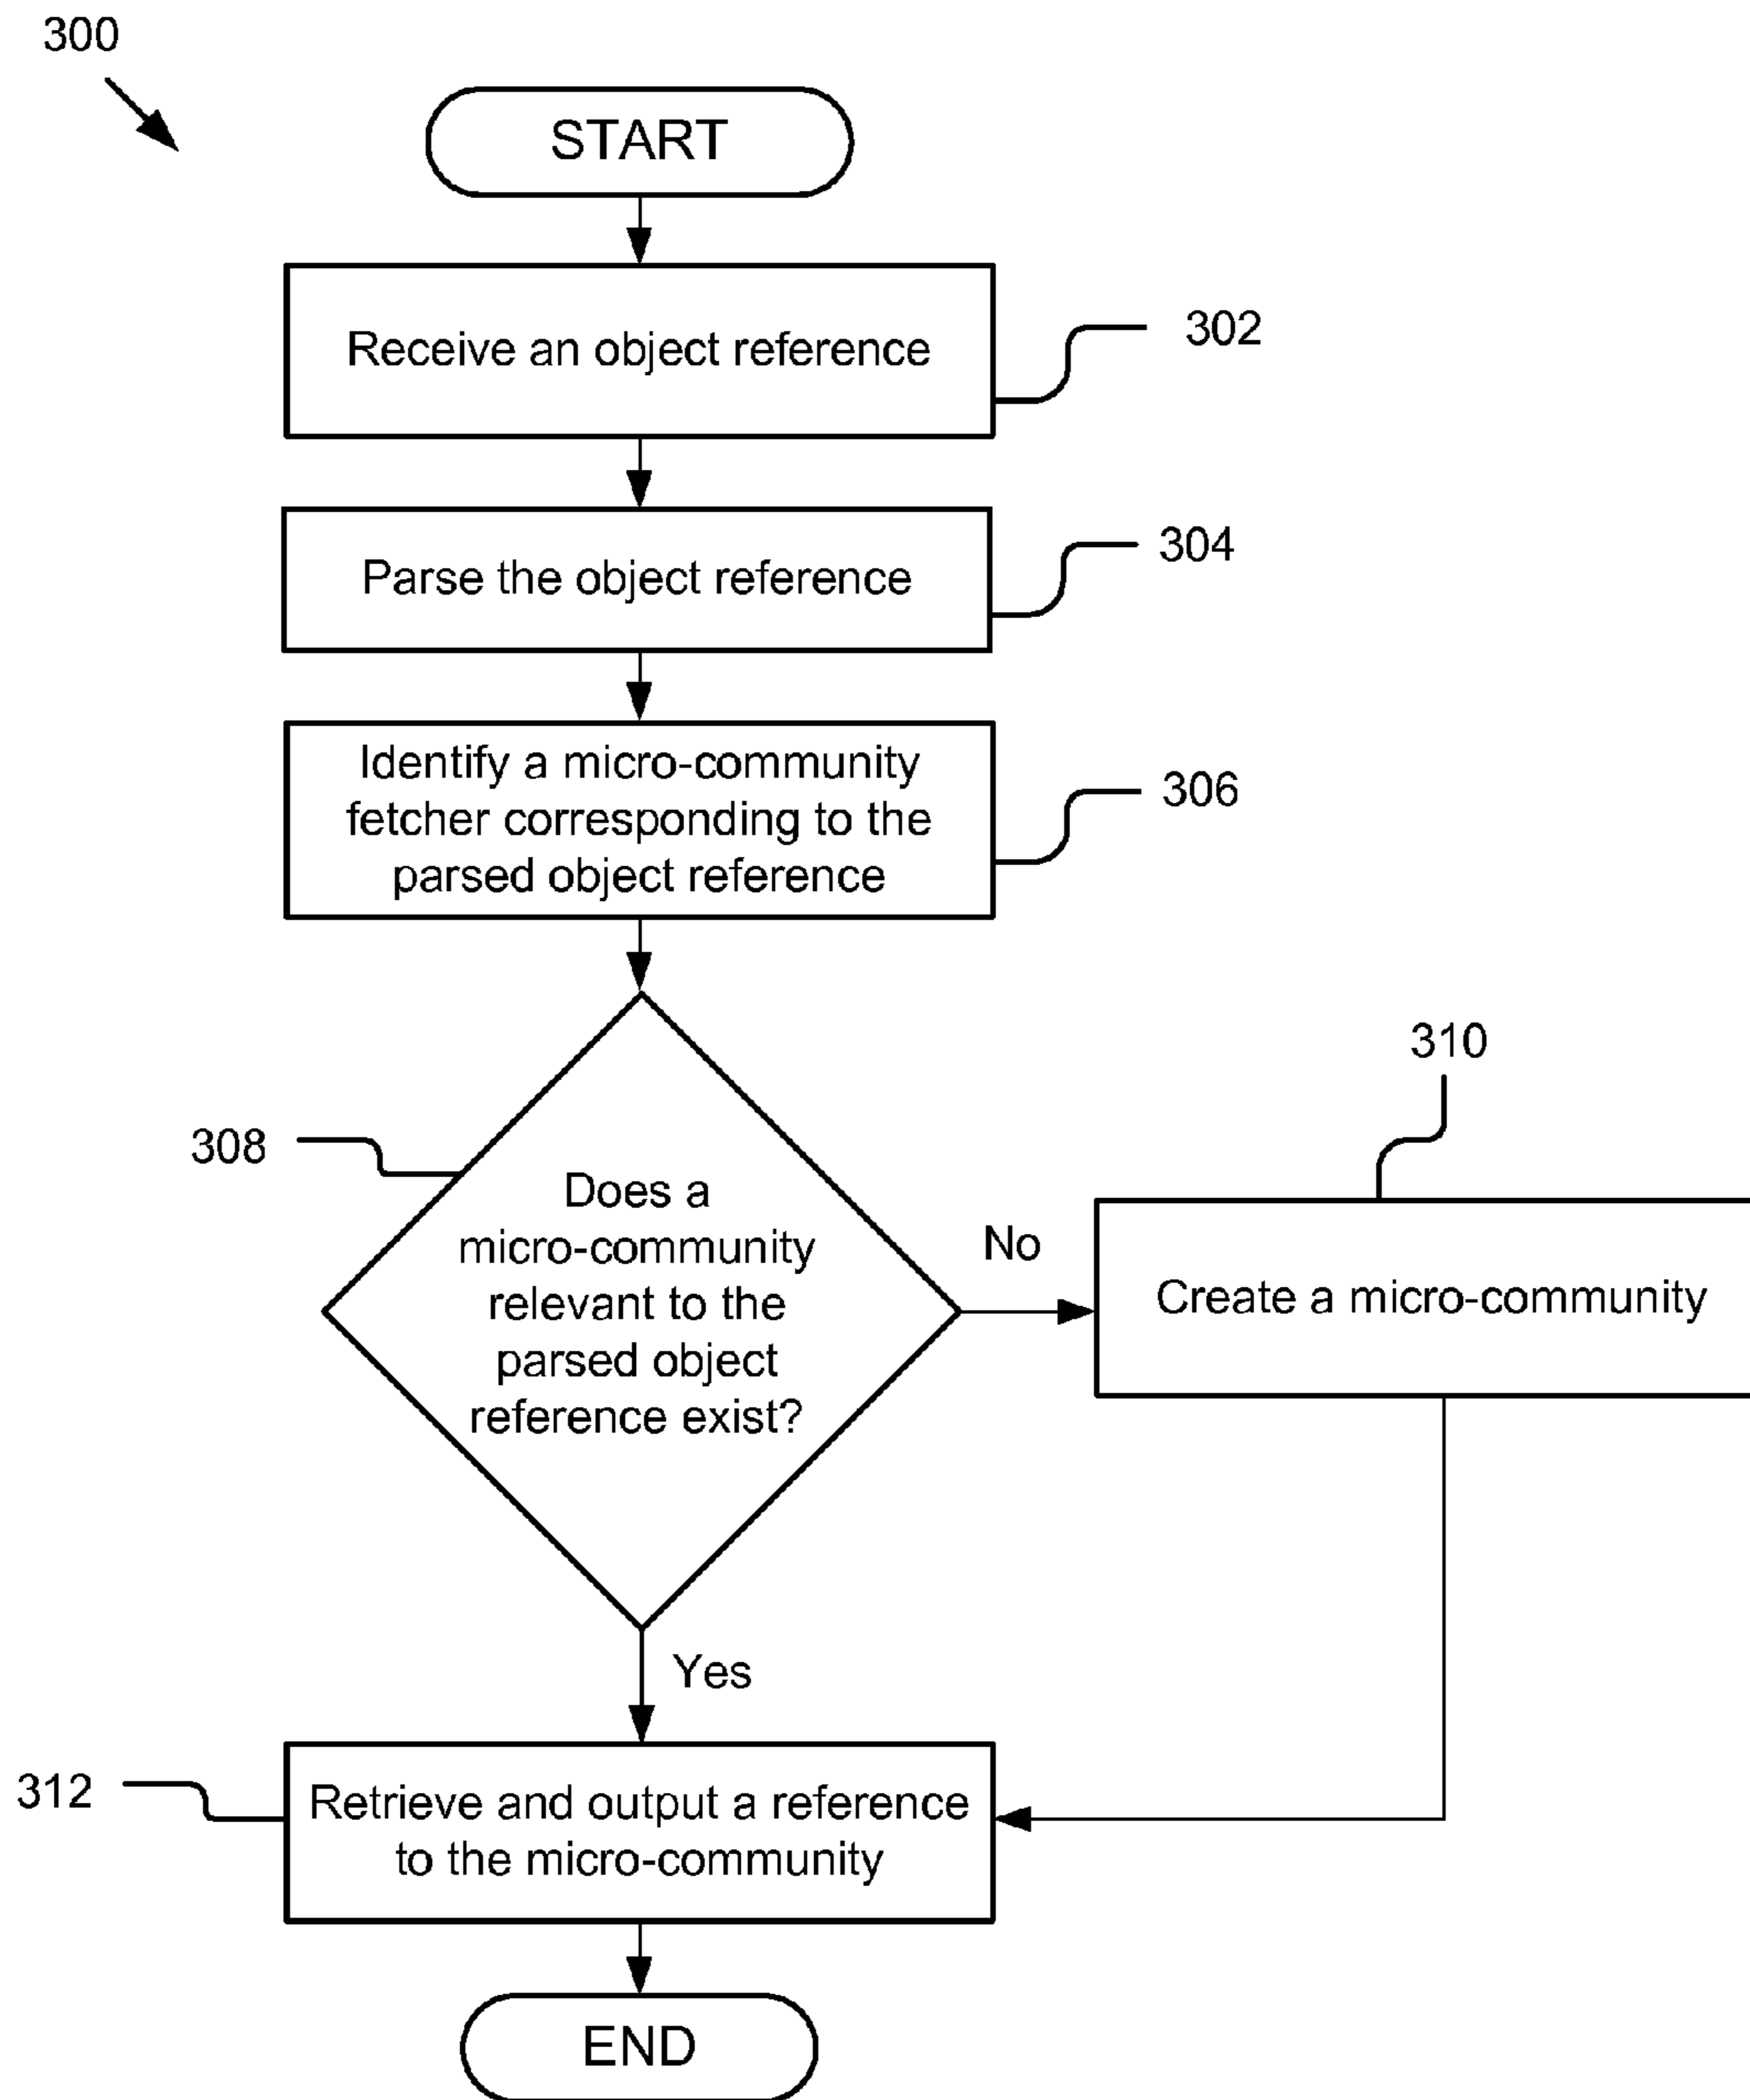 300
START
Receive an object reference
302
Parse the object reference
304
Identify a micro-community
fetcher corresponding to the
parsed object reference
306
308
Does a
micro-community
relevant to the
parsed object
reference exist?
No
310
Create a micro-community
Yes
312
Retrieve and output a reference
to the micro-community
END